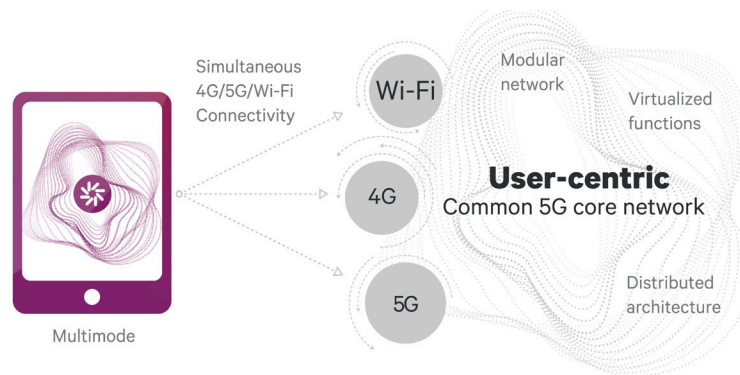 Simultaneous
4G/5G/Wi-Fi
Connectivity
Multimode
Wi-Fi
4G
5G
Modular
network
Virtualized
functions
User-centric
Common 5G core network
Distributed
architecture